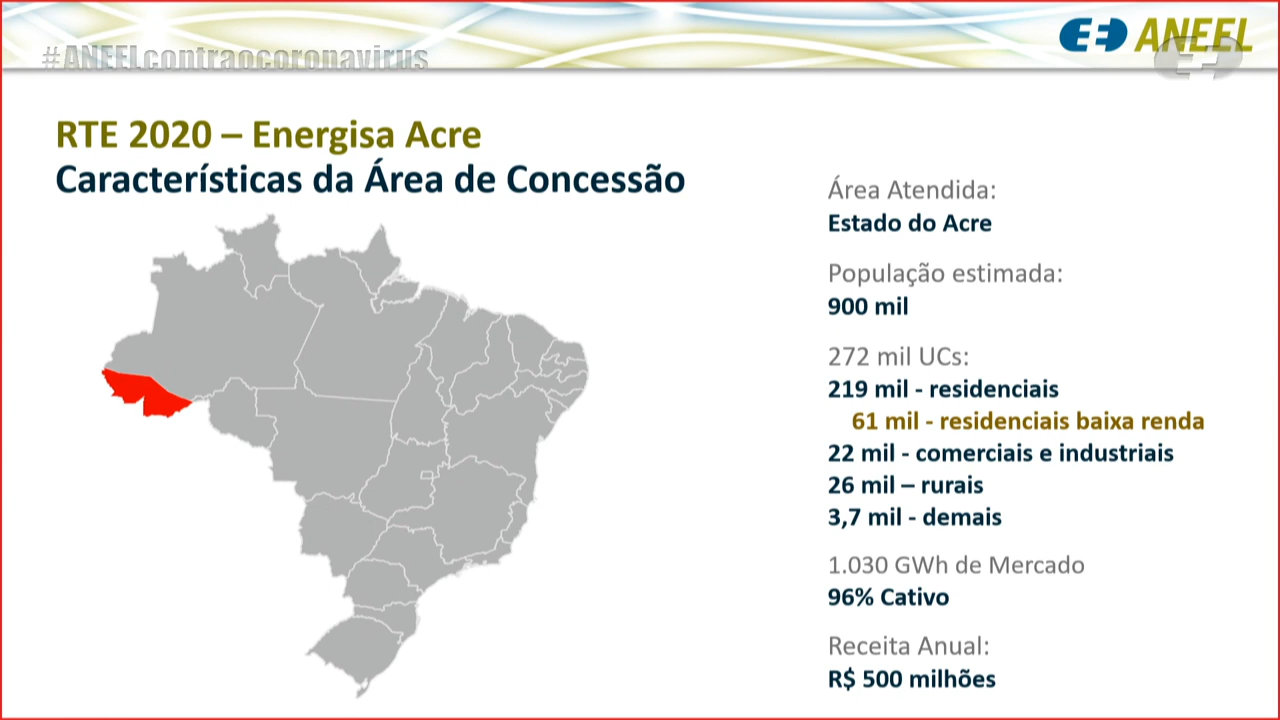 #ANEELcontraocoronavirus
ANEEL
RTE 2020 – Energisa Acre
Características da Área de Concessão
Área Atendida:
Estado do Acre
População estimada:
900 mil
272 mil UCs:
219 mil - residenciais
61 mil - residenciais baixa renda
22 mil - comerciais e industriais
26 mil – rurais
3,7 mil - demais
1.030 GWh de Mercado
96% Cativo
Receita Anual:
R$ 500 milhões